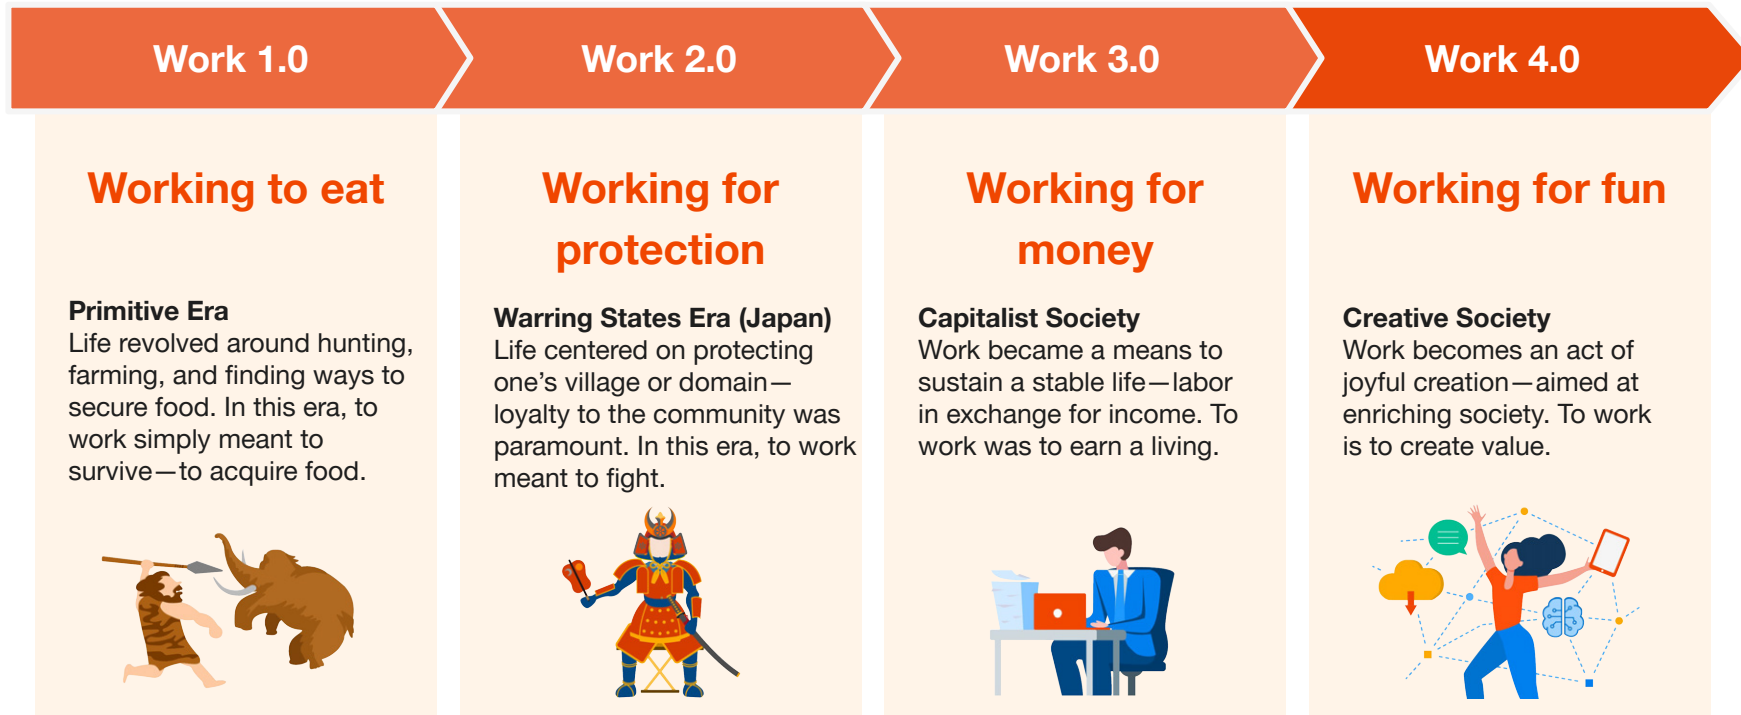 Work 1.0
Work 2.0
Work 3.0
Work 4.0
Working to eat
Primitive Era
Life revolved around hunting,
farming, and finding ways to
secure food. In this era, to
work simply meant to
survive—to acquire food.
Working for
protection
Warring States Era (Japan)
Life centered on protecting
one’s village or domain—
loyalty to the community was
paramount. In this era, to work
meant to fight.
Working for
money
Capitalist Society
Work became a means to
sustain a stable life—labor
in exchange for income. To
work was to earn a living.
Working for fun
Creative Society
Work becomes an act of
joyful creation—aimed at
enriching society. To work
is to create value.